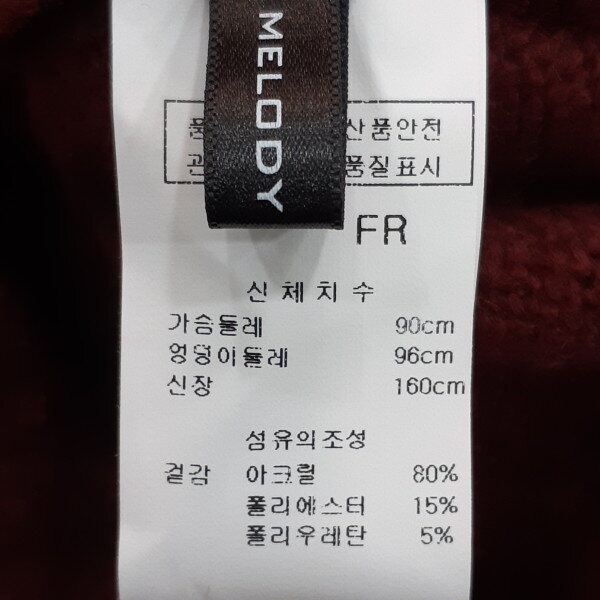 MELODY
산품안전
품질표시
FR
신체치수
가슴둘레 90cm
엉덩이둘레 96cm
신장 160cm
섬유의조성
겉감 아크릴 80%
폴리에스터 15%
폴리우레탄 5%